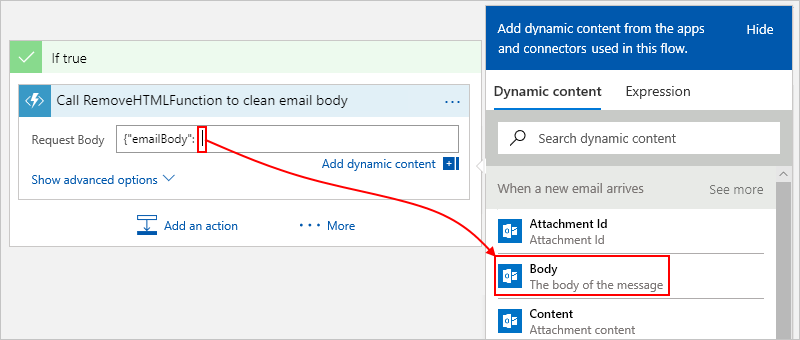 If true
Call RemoveHTMLFunction to clean email body
Request Body
{"emailBody":
Add dynamic content
Show advanced options
Add an action
More
Add dynamic content from the apps
and connectors used in this flow.
Hide
Dynamic content
Expression
Search dynamic content
When a new email arrives
See more
Attachment Id
Attachment Id
Body
The body of the message
Content
Attachment content